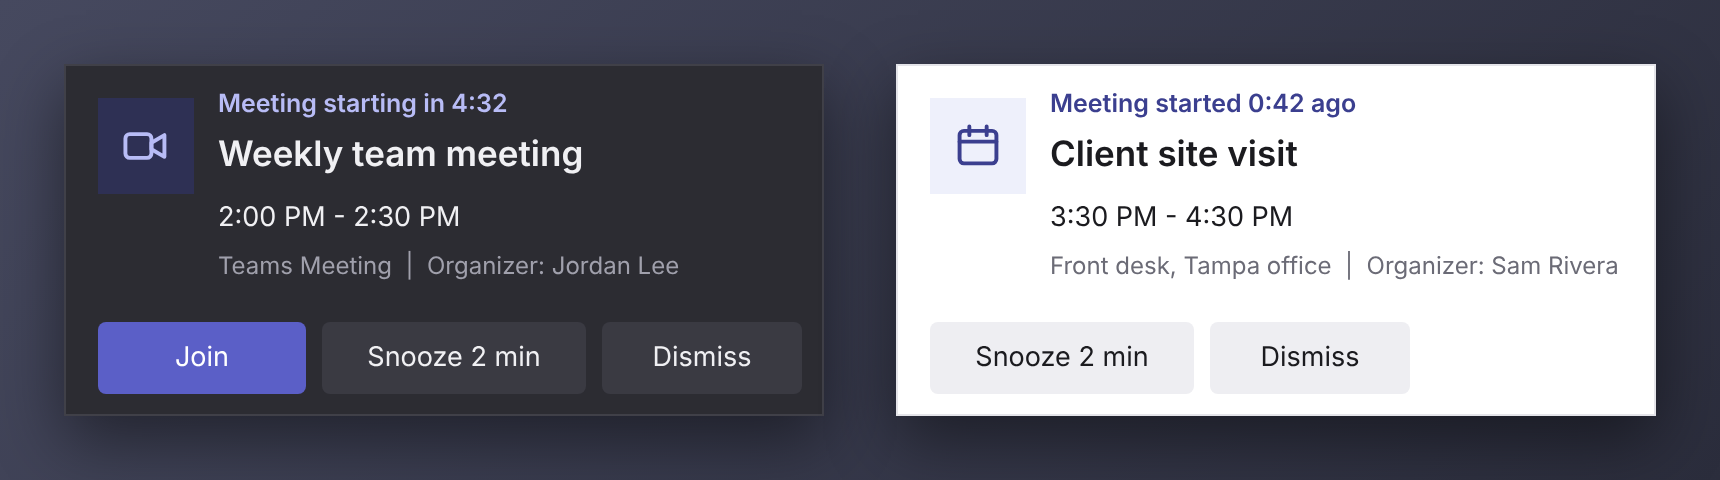 Meeting starting in 4:32
Weekly team meeting
2:00 PM - 2:30 PM
Teams Meeting | Organizer: Jordan Lee
Join
Snooze 2 min
Dismiss
Meeting started 0:42 ago
Client site visit
3:30 PM - 4:30 PM
Front desk, Tampa office | Organizer: Sam Rivera
Snooze 2 min
Dismiss